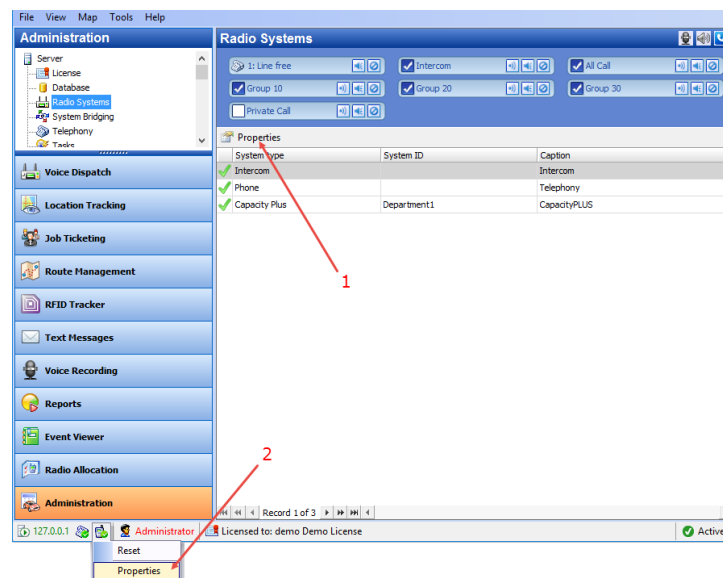 File View Map Tools Help
Administration
Radio Systems
Server
License
Database
Radio Systems
System Bridging
Telephony
Tasks
1: Line free
Intercom
All Call
Group 10
Group 20
Group 30
Private Call
Properties
System type System ID Caption
Intercom Intercom
Phone Telephony
Capacity Plus Department1 CapacityPLUS
Voice Dispatch
Location Tracking
Job Ticketing
Route Management
RFID Tracker
Text Messages
Voice Recording
Reports
Event Viewer
Radio Allocation
Administration
1
2
Record 1 of 3
127.0.0.1 Administrator Licensed to: demo Demo License Active
Reset
Properties